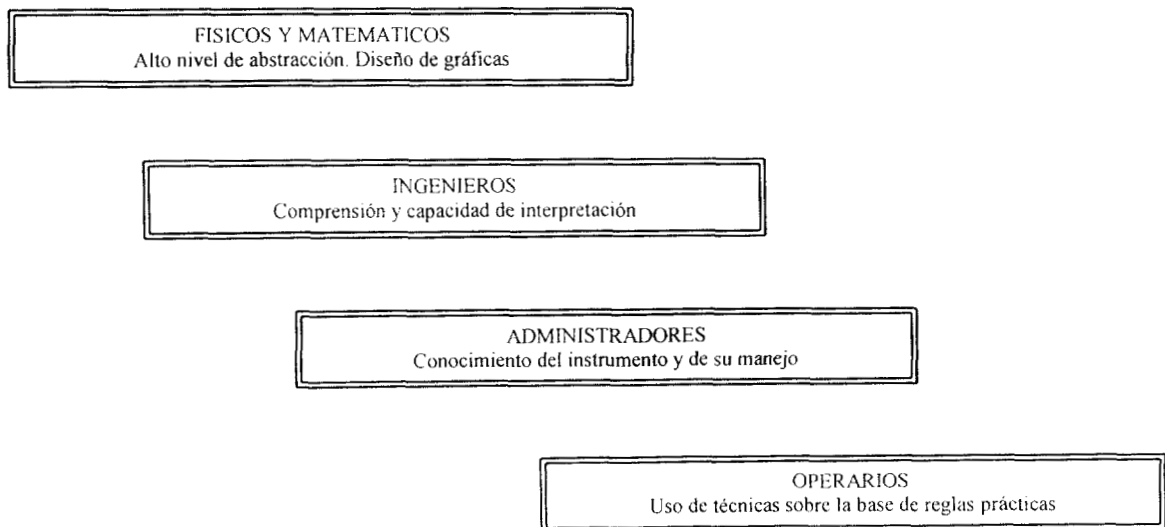 FISICOS Y MATEMATICOS
Alto nivel de abstracción. Diseño de gráficas
INGENIEROS
Comprensión y capacidad de interpretación
ADMINISTRADORES
Conocimiento del instrumento y de su manejo
OPERARIOS
Uso de técnicas sobre la base de reglas prácticas